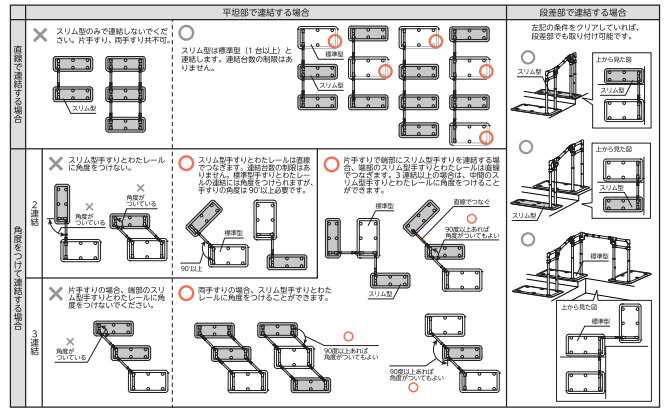 平坦部で連結する場合
段差部で連結する場合
直線で連結する場合
スリム型のみで連結しないでくだ
さい。片手すり、両手すり共不可。
スリム型
スリム型は標準型（1台以上）と
連結します。連結台数の制限はあ
りません。
標準型
スリム型
左記の条件をクリアしていれば、
段差部でも取り付け可能です。
スリム型
上から見た図
スリム型
角度をつけて連結する場合
2連結
スリム型手すりとわたレール
に角度をつけない。
角度が
ついている
角度が
ついている
スリム型手すりとわたレールは直線
でつなぎます。連結台数の制限はあ
りません。標準型手すりとわたレー
ルの連結には角度をつけられますが、
手すりの角度は90°以上必要です。
標準型
90°以上
片手すりで端部にスリム型手すりを連結する場
合、端部のスリム型手すりとわたレールは直線
でつなぎます。3連結以上の場合は、中間のス
リム型手すりとわたレールに角度をつけること
ができます。
標準型
スリム型
直線でつなぐ
90度以上あれば
角度がついてもよい
スリム型
上から見た図
スリム型
3連結
片手すりの場合、端部のスリ
ム型手すりとわたレールに角
度をつけないでください。
角度が
ついている
両手すりの場合、スリム型手すりとわた
レールに角度をつけることができます。
90度以上あれば
角度がついてもよい
90度以上あれば
角度がついてもよい
標準型
上から見た図
標準型